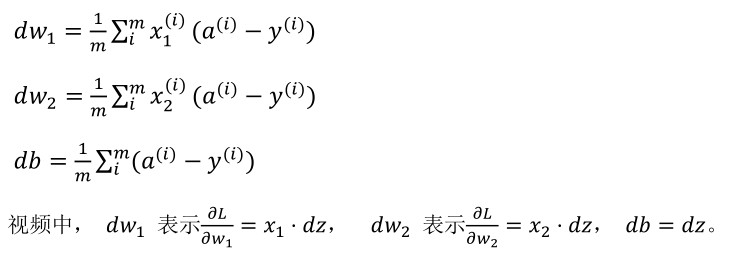 dw₁ = 1/m ∑ᵢᵐ x₁⁽ⁱ⁾ (a⁽ⁱ⁾ − y⁽ⁱ⁾)
dw₂ = 1/m ∑ᵢᵐ x₂⁽ⁱ⁾ (a⁽ⁱ⁾ − y⁽ⁱ⁾)
db = 1/m ∑ᵢᵐ(a⁽ⁱ⁾ − y⁽ⁱ⁾)
视频中， dw₁ 表示∂L/∂w₁ = x₁ · dz， dw₂ 表示∂L/∂w₂ = x₂ · dz， db = dz。